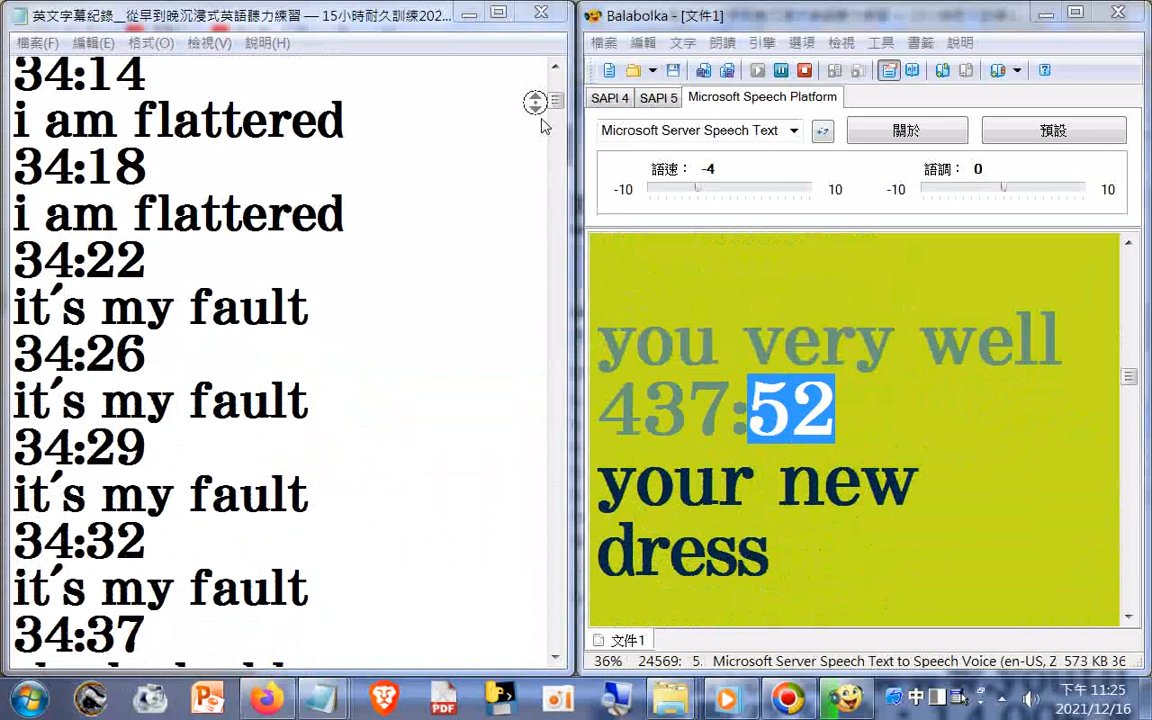 英文字幕紀錄__從早到晚沉浸式英語聽力練習 — 15小時耐久訓練202...
檔案(F) 編輯(E) 格式(O) 檢視(V) 說明(H)
34:14
i am flattered
34:18
i am flattered
34:22
it's my fault
34:26
it's my fault
34:29
it's my fault
34:32
it's my fault
34:37
Balabolka - [文件1]
檔案 編輯 文字 朗讀 引擎 選項 檢視 工具 書籤 說明
SAPI 4 SAPI 5 Microsoft Speech Platform
Microsoft Server Speech Text 關於 預設
語速： -4 語調： 0
-10 10 -10 10
you very well
437:52
your new
dress
文件1
36% 24569: 5. Microsoft Server Speech Text to Speech Voice (en-US, Z 573 KB 36
PDF 中 下午 11:25
2021/12/16